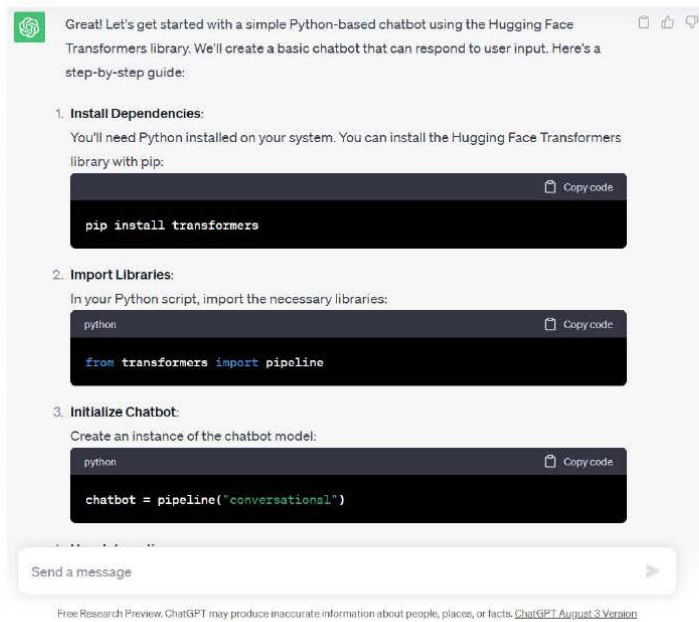 Great! Let's get started with a simple Python-based chatbot using the Hugging Face
Transformers library. We'll create a basic chatbot that can respond to user input. Here's a
step-by-step guide:
1. Install Dependencies:
You'll need Python installed on your system. You can install the Hugging Face Transformers
library with pip:
Copy code
pip install transformers
2. Import Libraries:
In your Python script, import the necessary libraries:
python Copy code
from transformers import pipeline
3. Initialize Chatbot:
Create an instance of the chatbot model:
python Copy code
chatbot = pipeline("conversational")
Send a message
Free Research Preview. ChatGPT may produce inaccurate information about people, places, or facts. ChatGPT August 3 Version